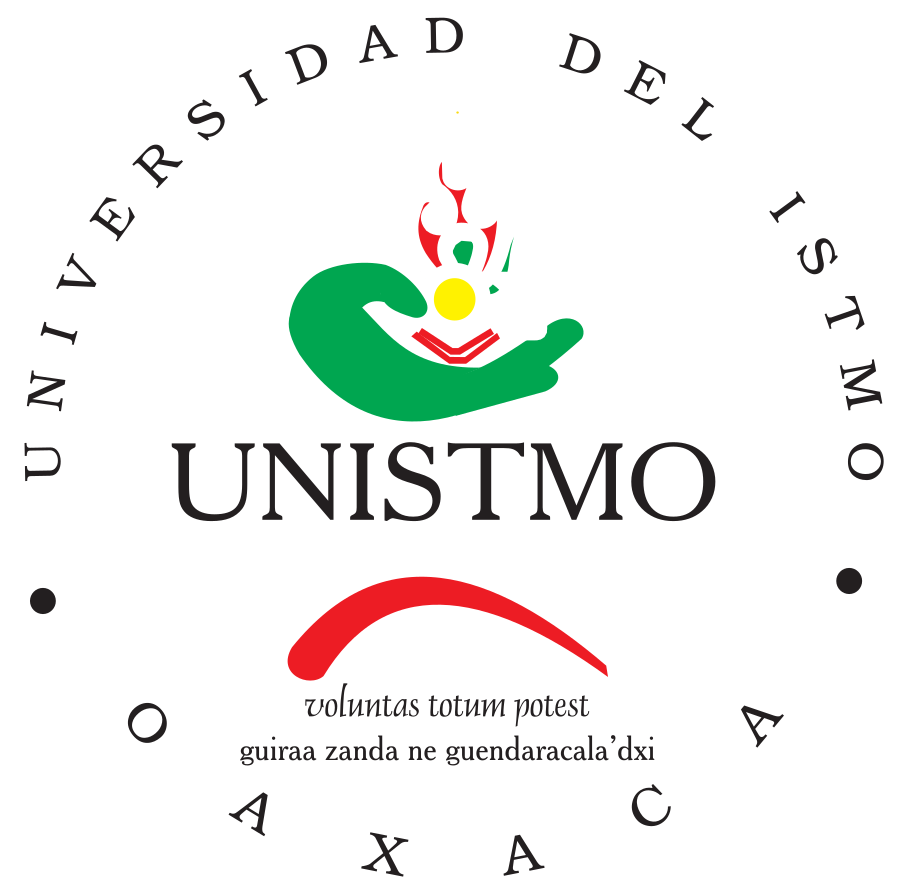 UNIVERSIDAD DEL ISTMO
UNISTMO
voluntas totum potest
guiraa zanda ne guendaracala'dxi
OAXACA